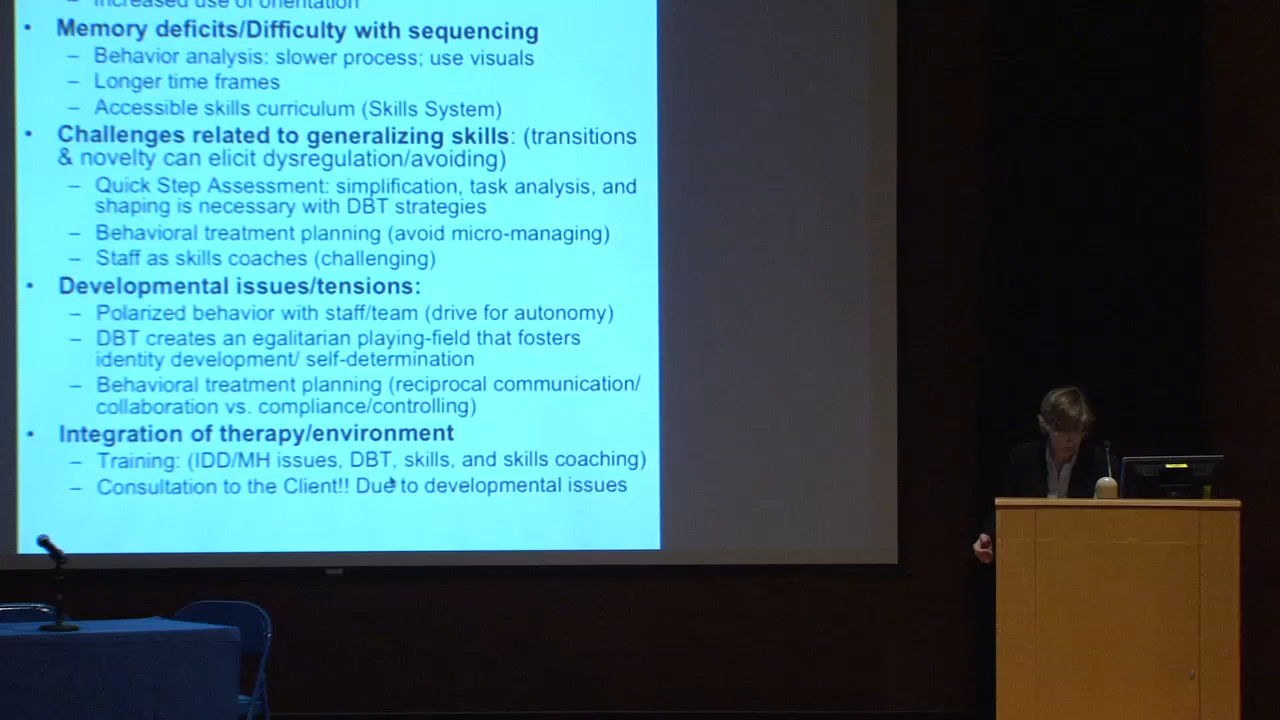 – Increased use of orientation
• Memory deficits/Difficulty with sequencing
– Behavior analysis: slower process; use visuals
– Longer time frames
– Accessible skills curriculum (Skills System)
• Challenges related to generalizing skills: (transitions
& novelty can elicit dysregulation/avoiding)
– Quick Step Assessment: simplification, task analysis, and
shaping is necessary with DBT strategies
– Behavioral treatment planning (avoid micro-managing)
– Staff as skills coaches (challenging)
• Developmental issues/tensions:
– Polarized behavior with staff/team (drive for autonomy)
– DBT creates an egalitarian playing-field that fosters
identity development/ self-determination
– Behavioral treatment planning (reciprocal communication/
collaboration vs. compliance/controlling)
• Integration of therapy/environment
– Training: (IDD/MH issues, DBT, skills, and skills coaching)
– Consultation to the Client!! Due to developmental issues